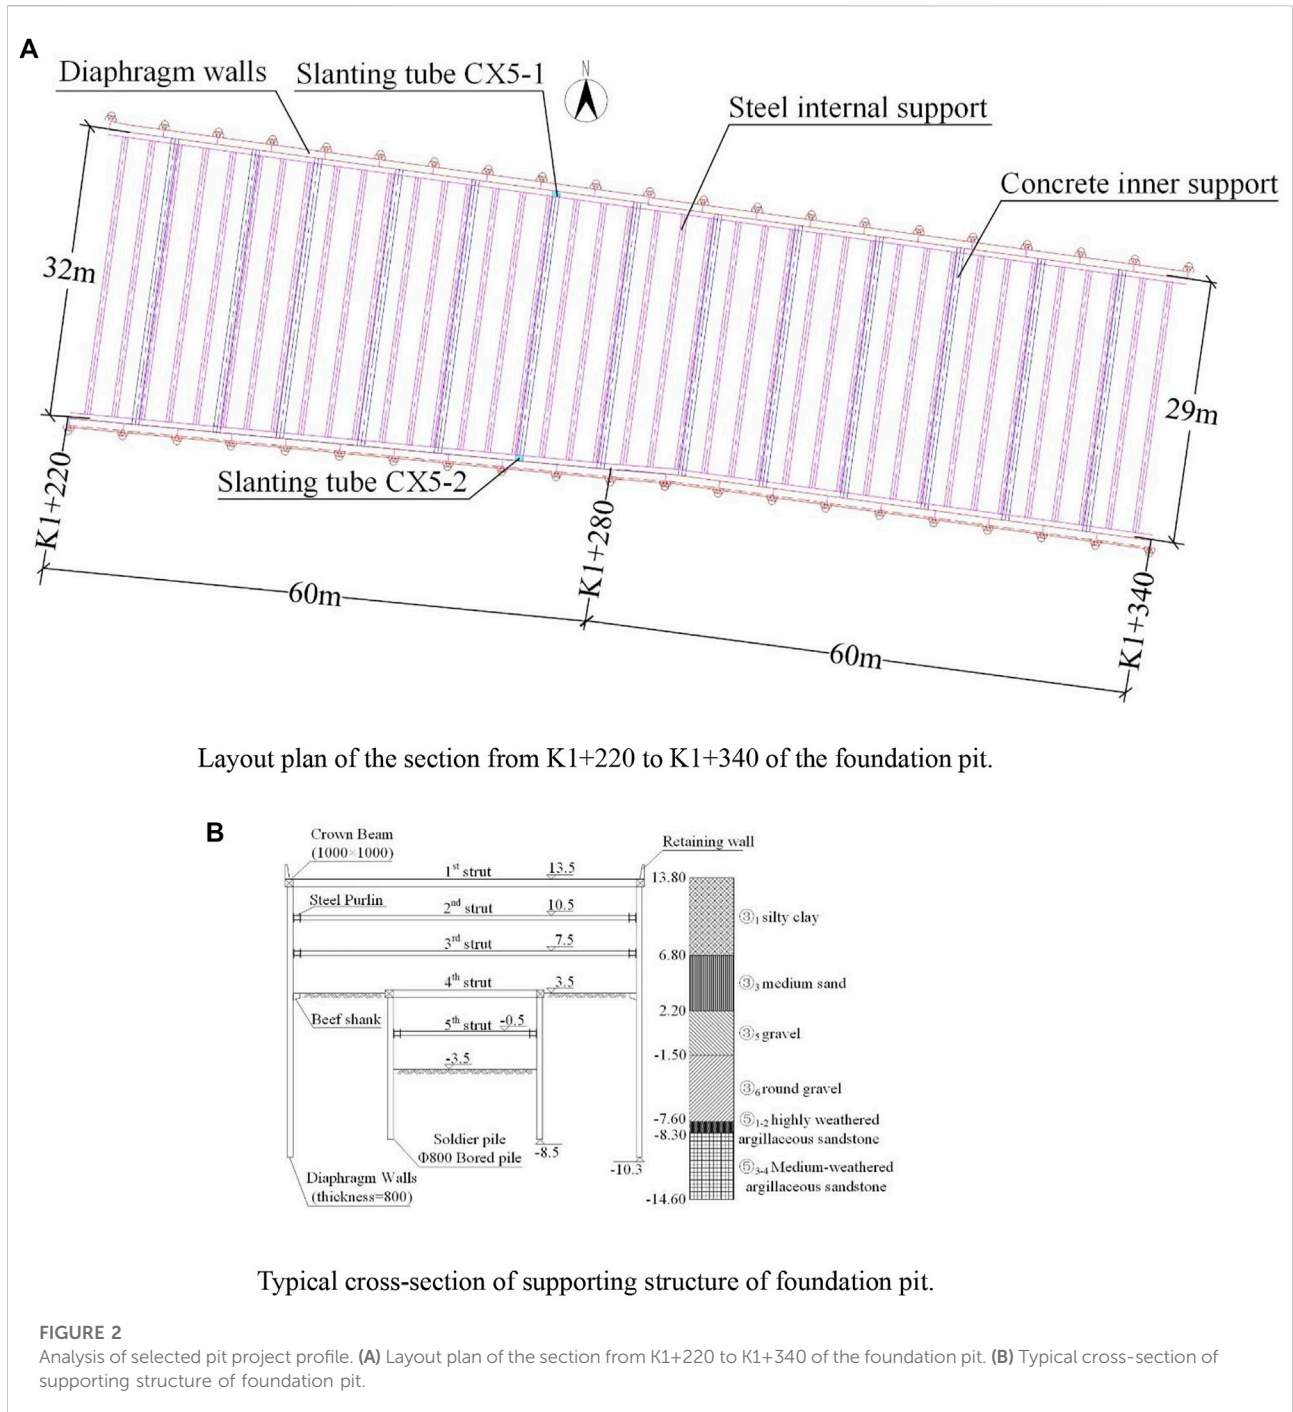 A
Diaphragm walls
Slanting tube CX5-1
N
Steel internal support
Concrete inner support
32m
29m
Slanting tube CX5-2
K1+220
K1+280
K1+340
60m
60m
Layout plan of the section from K1+220 to K1+340 of the foundation pit.
B
Crown Beam
(1000×1000)
Retaining wall
1st strut
13.5
13.80
Steel Purlin
2nd strut
10.5
③1 silty clay
3rd strut
7.5
6.80
4th strut
3.5
③3 medium sand
2.20
Beef shank
5th strut
-0.5
③5 gravel
-1.50
-3.5
③6 round gravel
-7.60
⑤1-2 highly weathered
argillaceous sandstone
-8.30
Soldier pile
Φ800 Bored pile
-8.5
-10.3
⑤3-4 Medium-weathered
argillaceous sandstone
Diaphragm Walls
(thickness=800)
-14.60
Typical cross-section of supporting structure of foundation pit.
FIGURE 2
Analysis of selected pit project profile. (A) Layout plan of the section from K1+220 to K1+340 of the foundation pit. (B) Typical cross-section of
supporting structure of foundation pit.